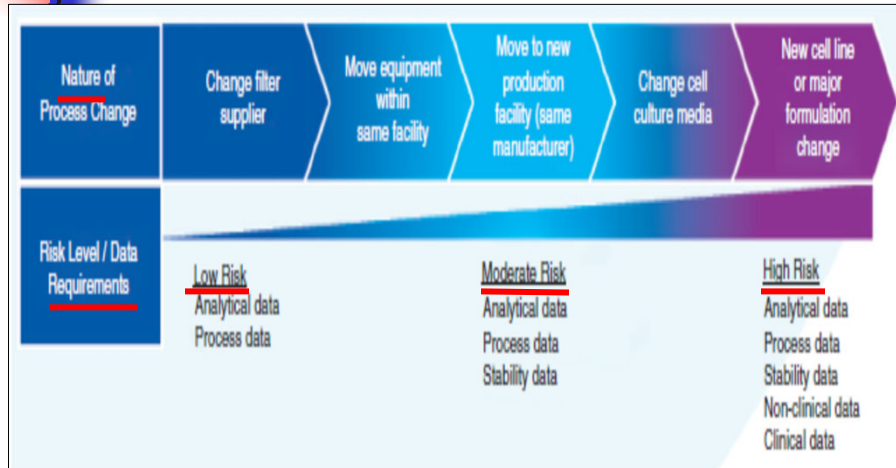 Nature of
Process Change
Change filter
supplier
Move equipment
within
same facility
Move to new
production
facility (same
manufacturer)
Change cell
culture media
New cell line
or major
formulation
change
Risk Level / Data
Requirements
Low Risk
Analytical data
Process data
Moderate Risk
Analytical data
Process data
Stability data
High Risk
Analytical data
Process data
Stability data
Non-clinical data
Clinical data